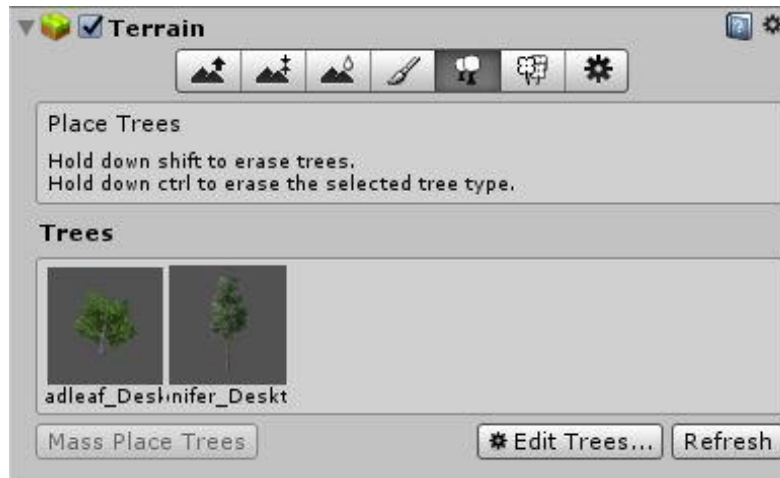 Terrain
Place Trees
Hold down shift to erase trees.
Hold down ctrl to erase the selected tree type.
Trees
adleaf_Desk nifer_Deskt
Mass Place Trees Edit Trees... Refresh